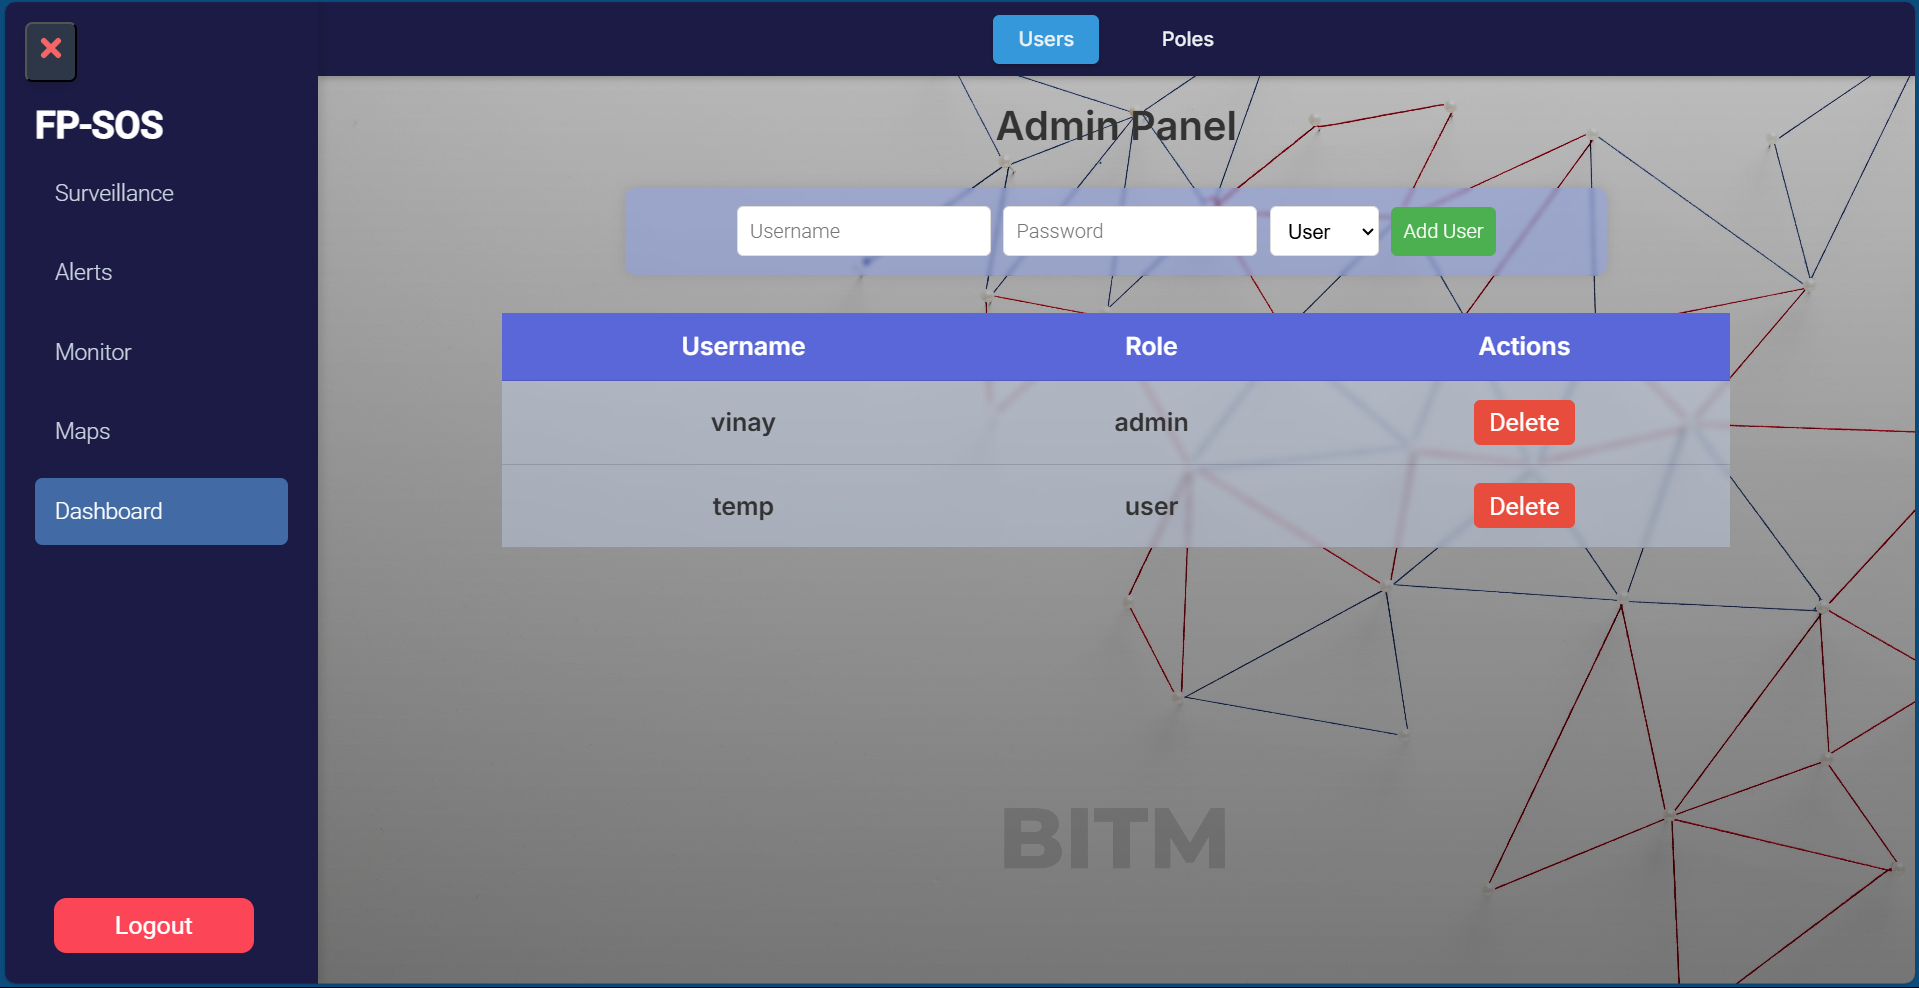 Users Poles
FP-SOS
Surveillance
Alerts
Monitor
Maps
Dashboard
Logout
Admin Panel
Username Password User Add User
Username Role Actions
vinay admin Delete
temp user Delete
BITM